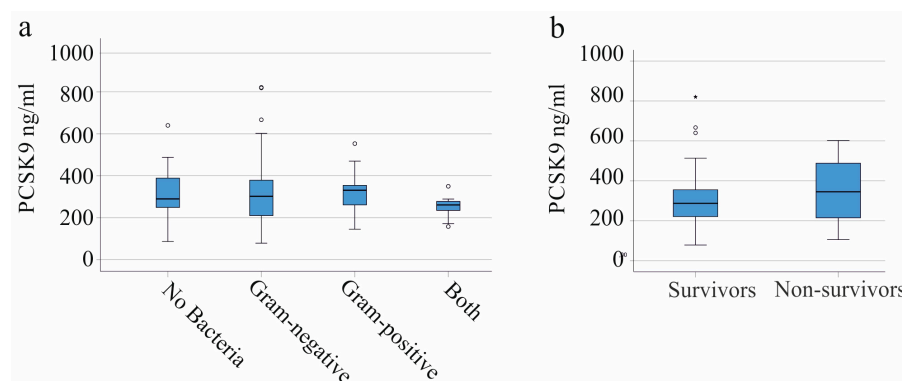 a
1000
800
600
400
200
0
PCSK9 ng/ml
No Bacteria
Gram-negative
Gram-positive
Both
b
1000
800
600
400
200
0
PCSK9 ng/ml
Survivors
Non-survivors